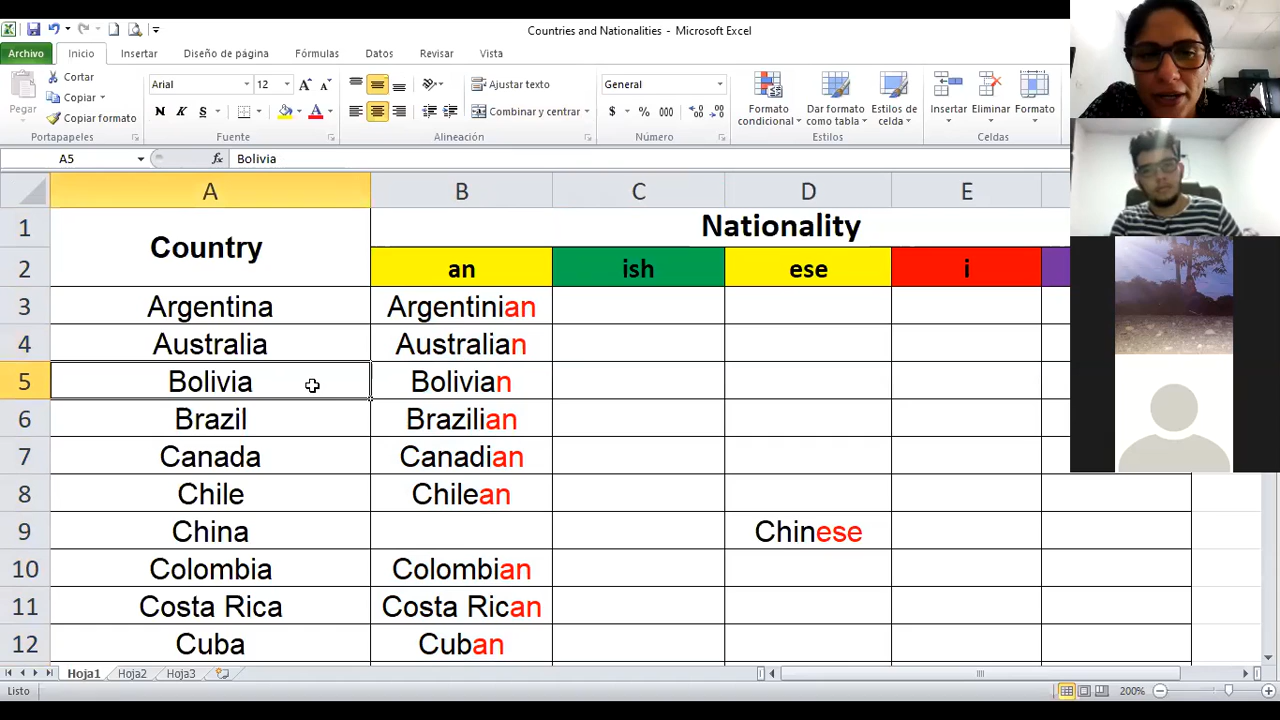 Countries and Nationalities - Microsoft Excel
Archivo Inicio Insertar Diseño de página Fórmulas Datos Revisar Vista
Pegar Cortar Copiar Copiar formato Portapapeles
Arial 12 N K S Fuente
Ajustar texto Combinar y centrar Alineación
General $ % 000 Número
Formato condicional Dar formato como tabla Estilos de celda Estilos
Insertar Eliminar Formato Celdas
A5 fx Bolivia
A B C D E
1 Country Nationality
2 an ish ese i
3 Argentina Argentinian
4 Australia Australian
5 Bolivia Bolivian
6 Brazil Brazilian
7 Canada Canadian
8 Chile Chilean
9 China Chinese
10 Colombia Colombian
11 Costa Rica Costa Rican
12 Cuba Cuban
Hoja1 Hoja2 Hoja3
Listo 200%